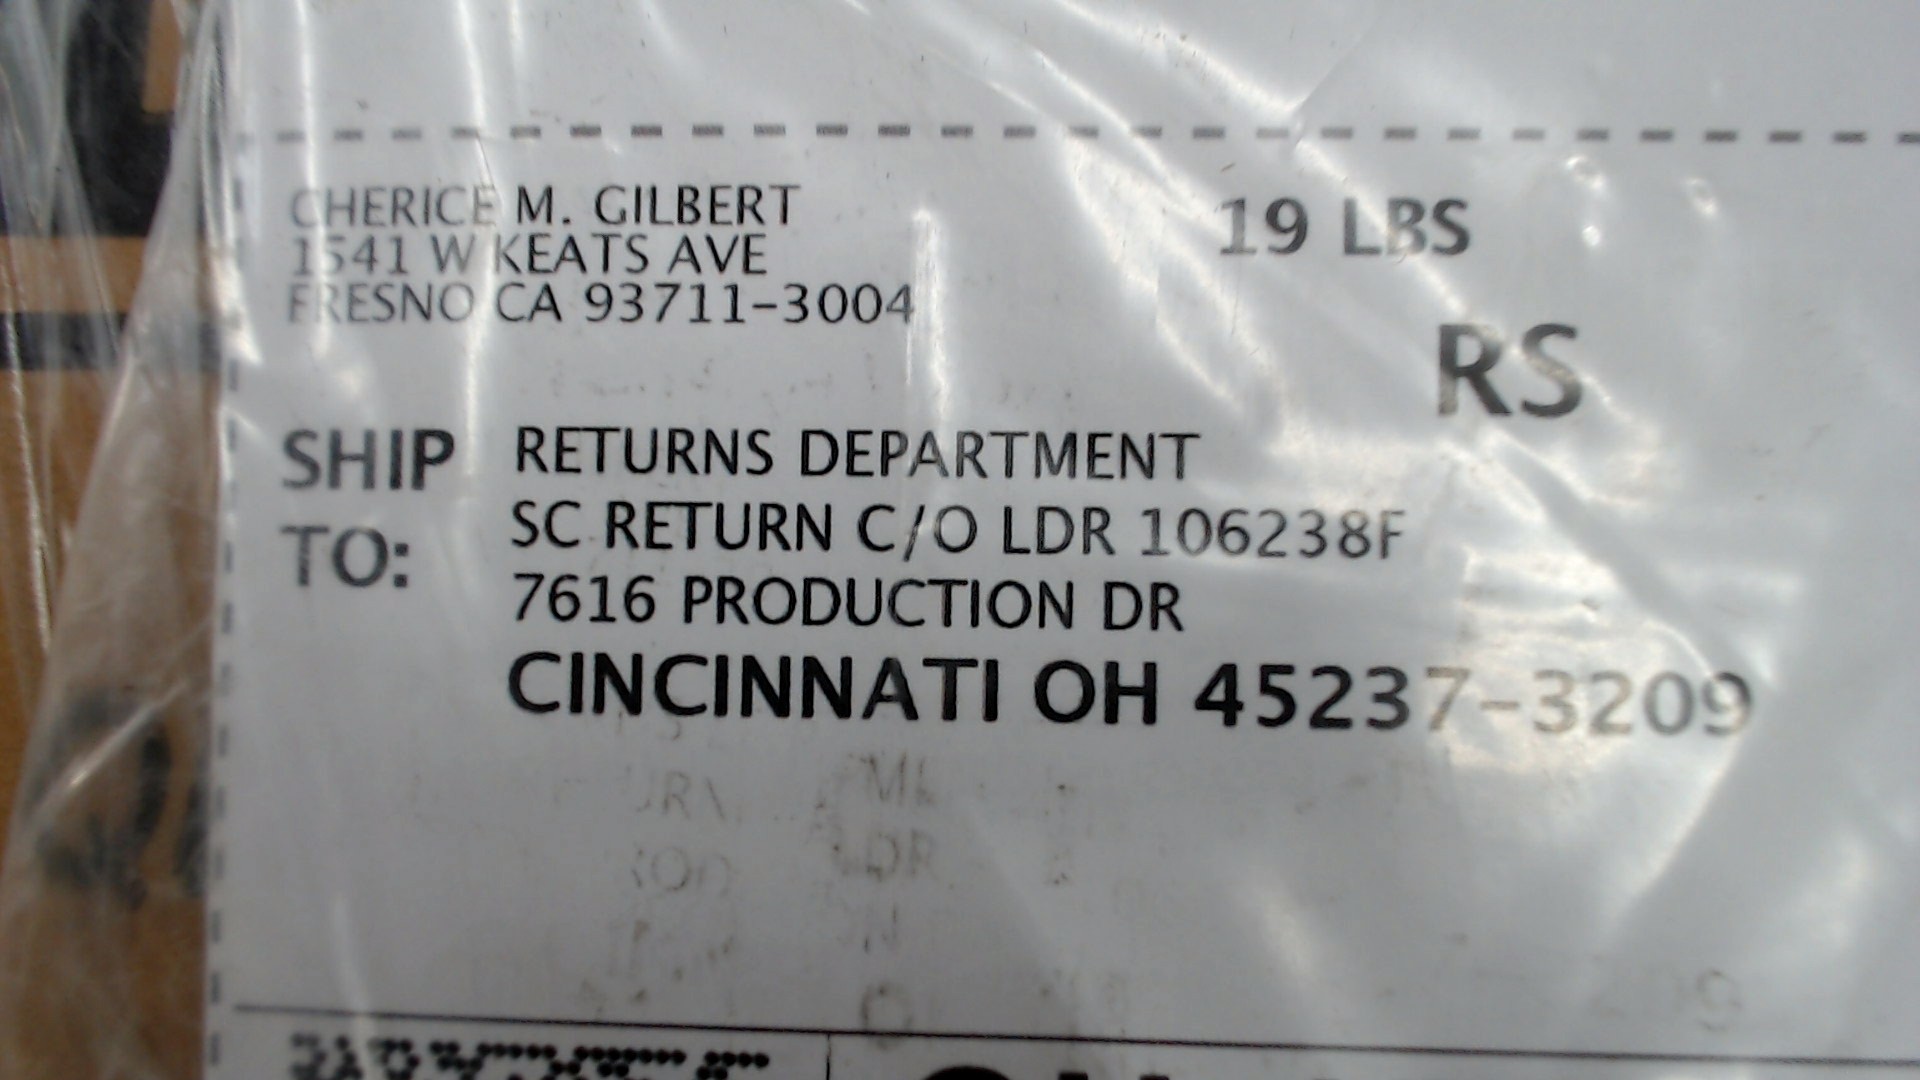 CHERICE M. GILBERT
1541 W KEATS AVE
FRESNO CA 93711-3004
19 LBS
RS
SHIP TO:
RETURNS DEPARTMENT
SC RETURN C/O LDR 106238F
7616 PRODUCTION DR
CINCINNATI OH 45237-3209